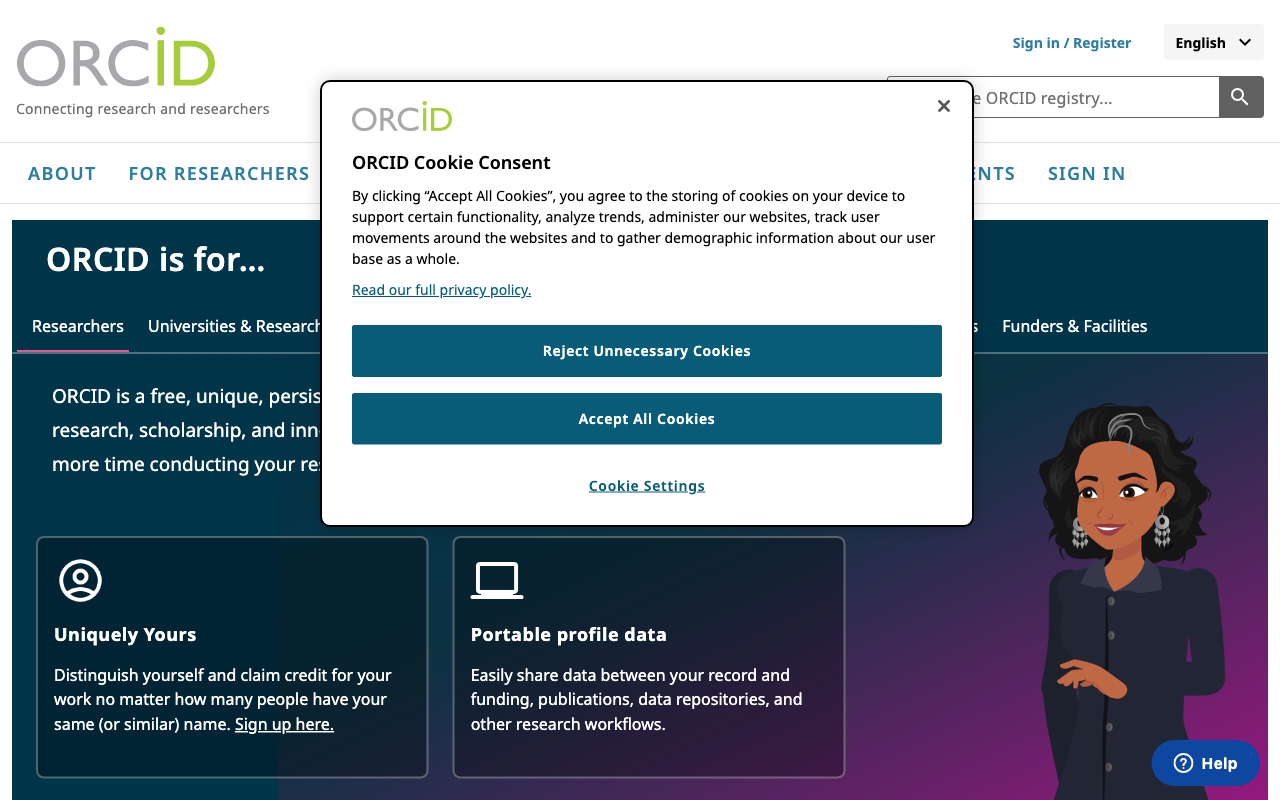 ORCID
Connecting research and researchers
Sign in / Register
English
ORCID registry...
ABOUT
FOR RESEARCHERS
SIGN IN
ORCID
ORCID Cookie Consent
By clicking “Accept All Cookies”, you agree to the storing of cookies on your device to
support certain functionality, analyze trends, administer our websites, track user
movements around the websites and to gather demographic information about our user
base as a whole.
Read our full privacy policy.
Reject Unnecessary Cookies
Accept All Cookies
Cookie Settings
ORCID is for...
Researchers
Universities & Research
Funders & Facilities
ORCID is a free, unique,
research, scholarship, and
more time conducting your
Uniquely Yours
Distinguish yourself and claim credit for your
work no matter how many people have your
same (or similar) name. Sign up here.
Portable profile data
Easily share data between your record and
funding, publications, data repositories, and
other research workflows.
Help